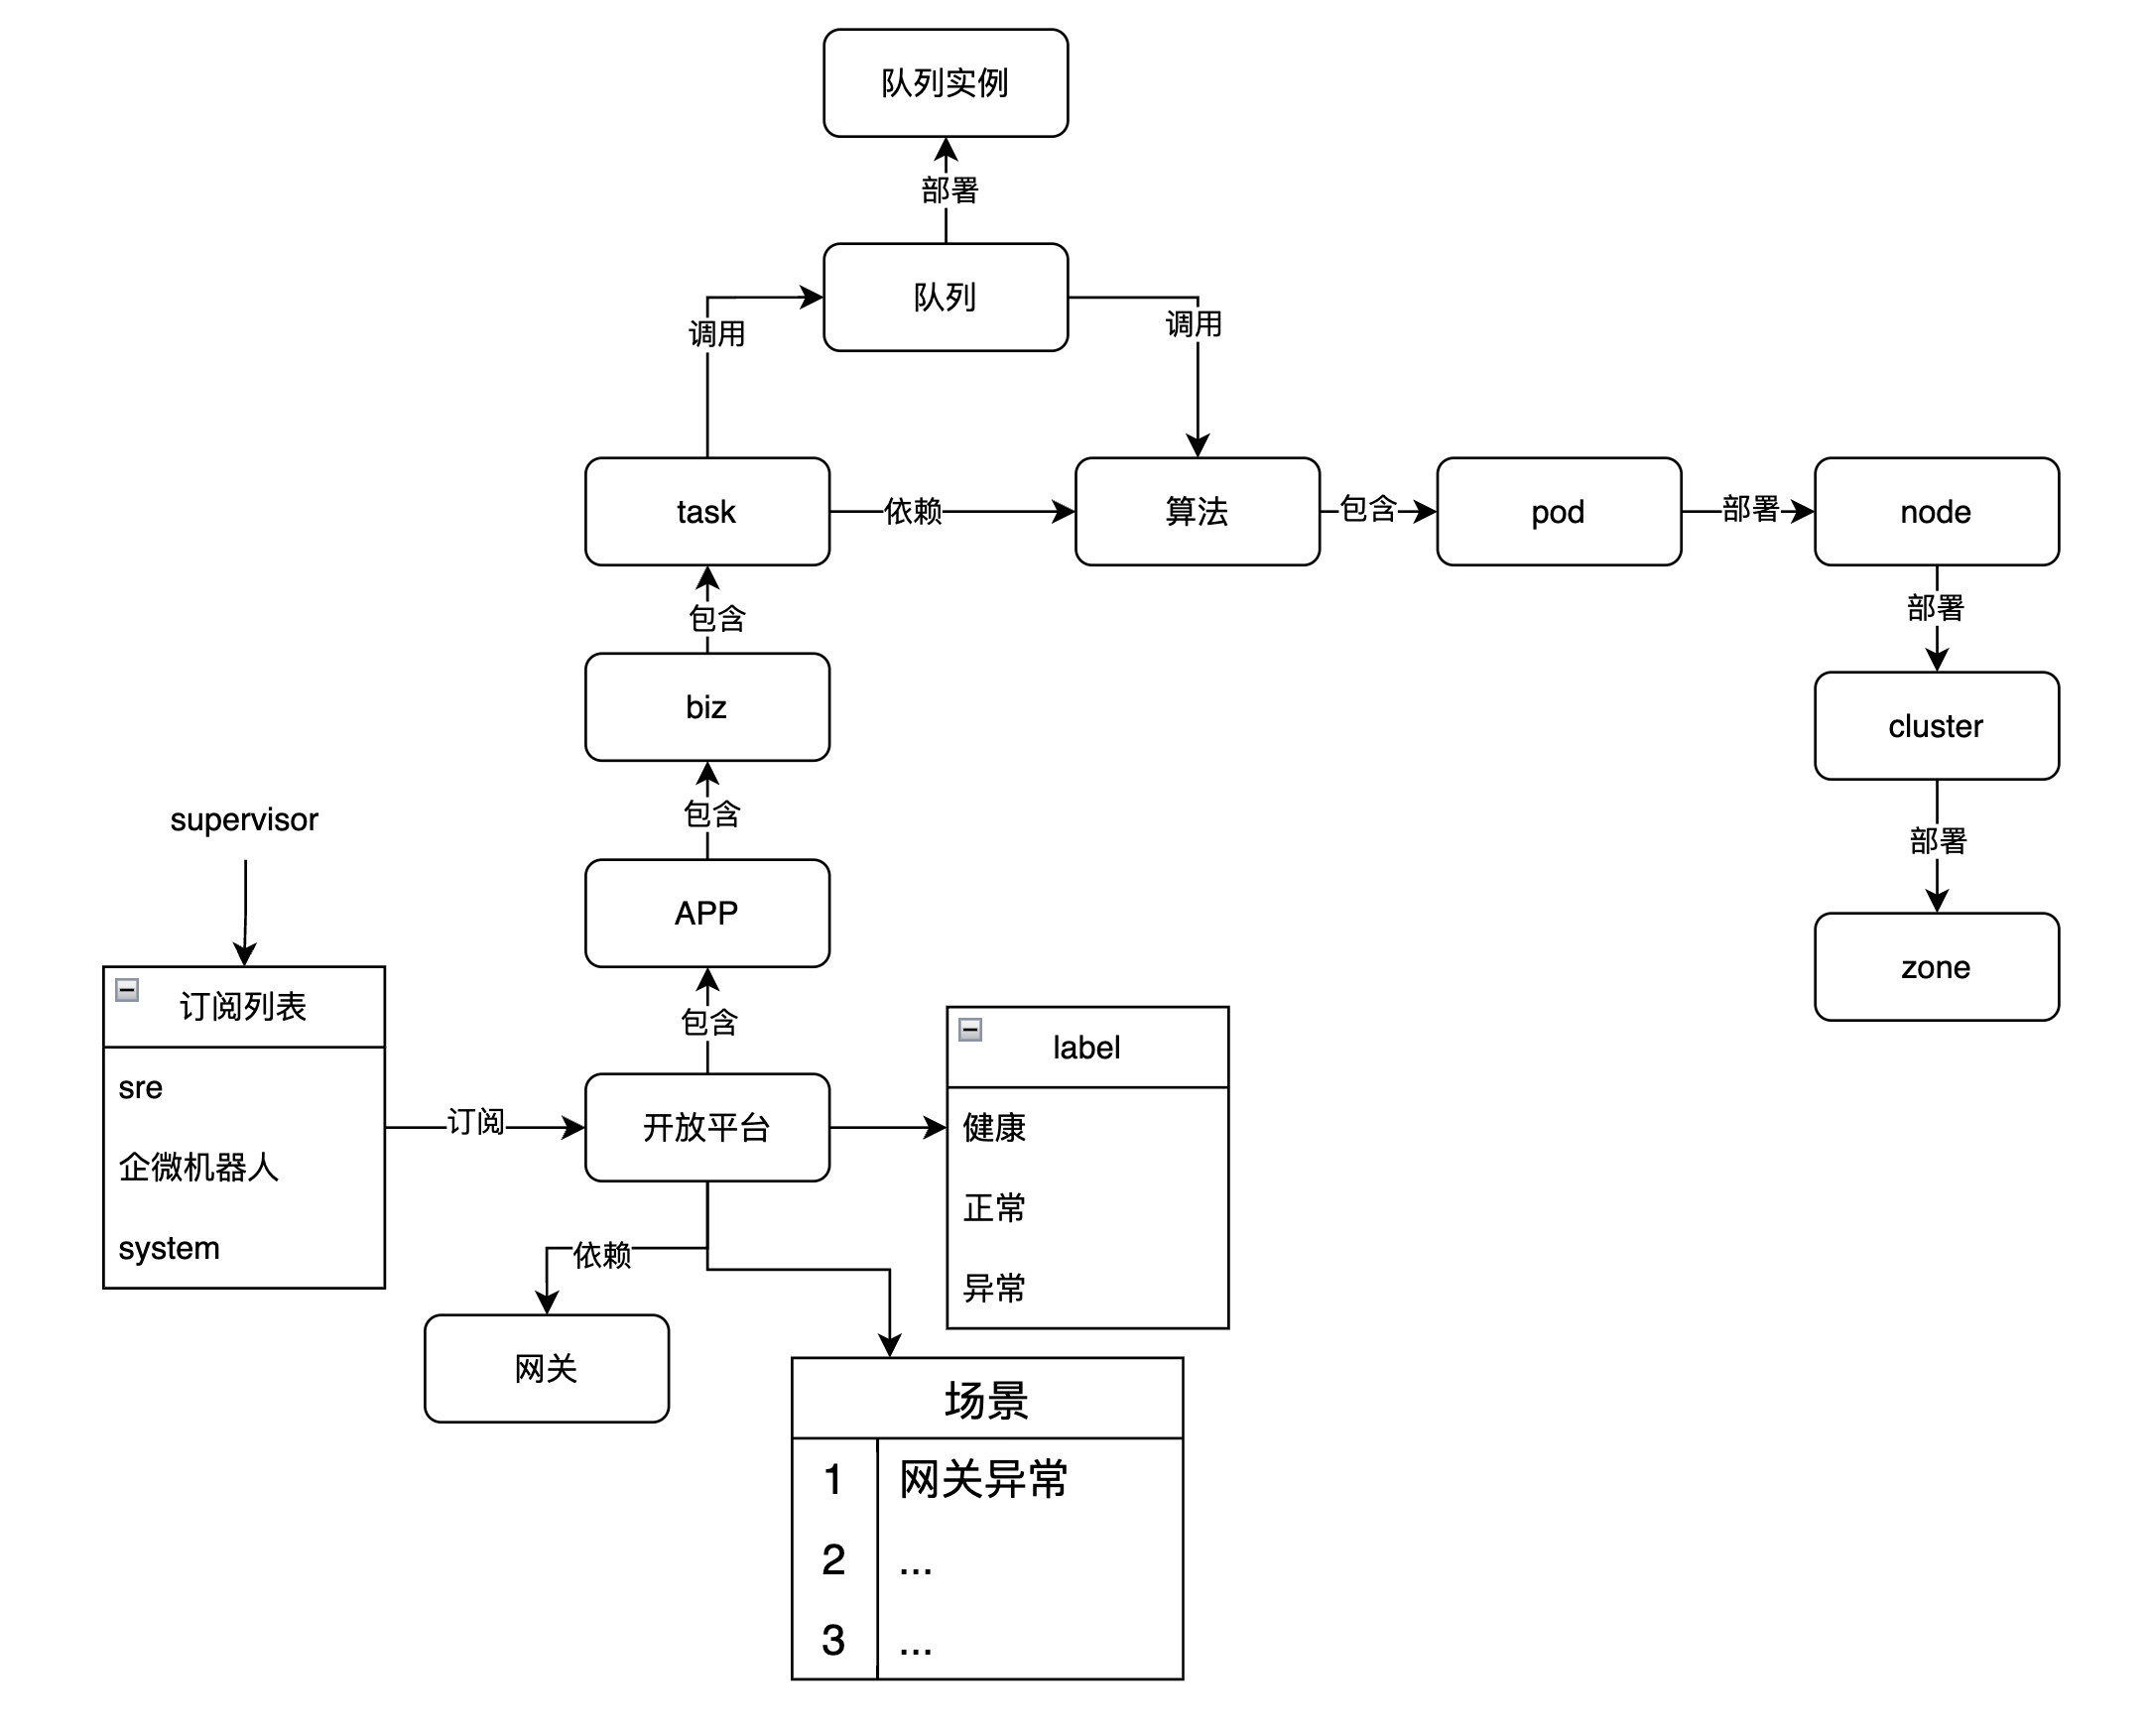 队列实例
部署
队列
调用
调用
task
依赖
算法
包含
pod
部署
node
包含
部署
biz
cluster
包含
supervisor
部署
APP
zone
订阅列表
包含
label
sre
订阅
开放平台
健康
企微机器人
正常
system
依赖
异常
网关
场景
1 网关异常
2 ...
3 ...